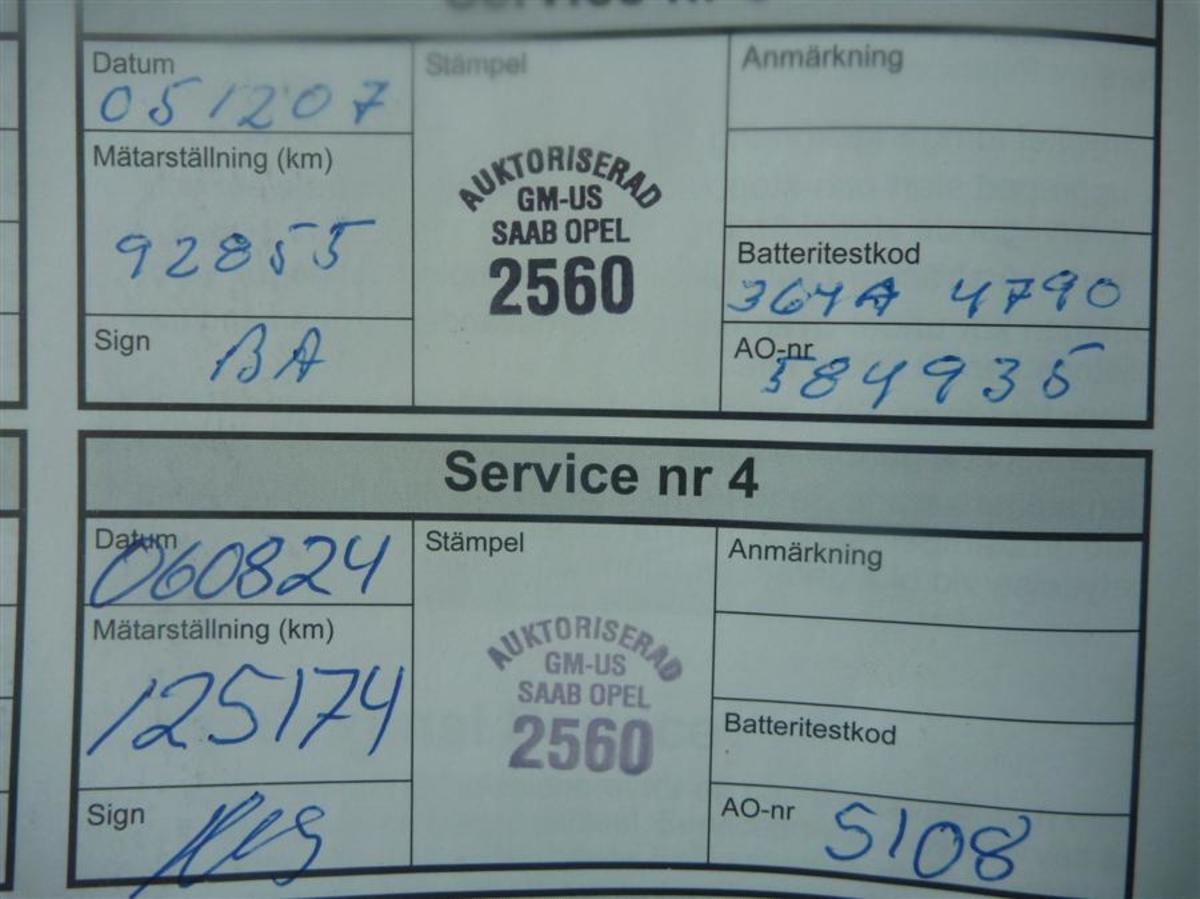 Datum
051207
Mätarställning (km)
92855
Sign BA
Stämpel
AUKTORISERAD
GM-US
SAAB OPEL
2560
Anmärkning
Batteritestkod
364A 4790
AO-nr
584935
Service nr 4
Datum
060824
Mätarställning (km)
125174
Sign
Stämpel
AUKTORISERAD
GM-US
SAAB OPEL
2560
Anmärkning
Batteritestkod
AO-nr 5108